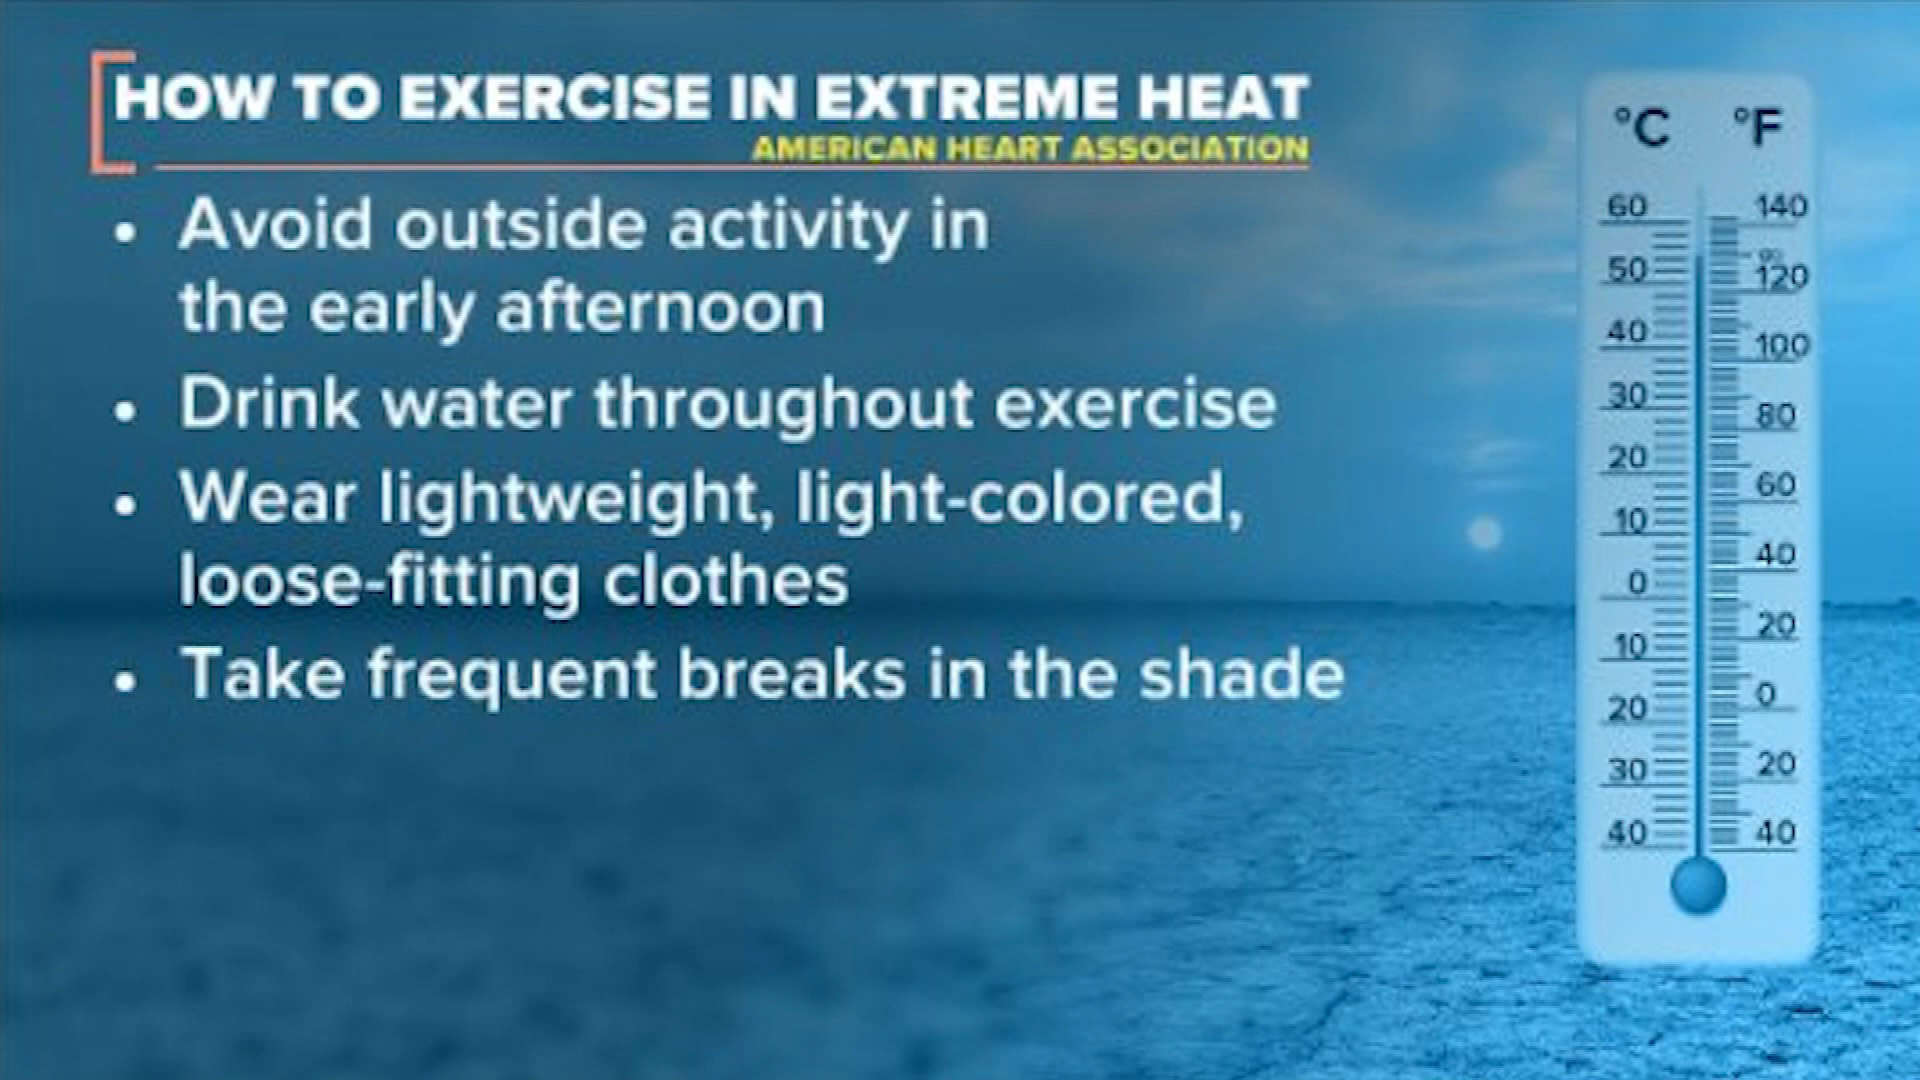 HOW TO EXERCISE IN EXTREME HEAT
AMERICAN HEART ASSOCIATION
• Avoid outside activity in
the early afternoon
• Drink water throughout exercise
• Wear lightweight, light-colored,
loose-fitting clothes
• Take frequent breaks in the shade
°C °F
60 140
50 120
40 100
30 80
20 60
10 40
0 20
10 0
20 20
30 40
40